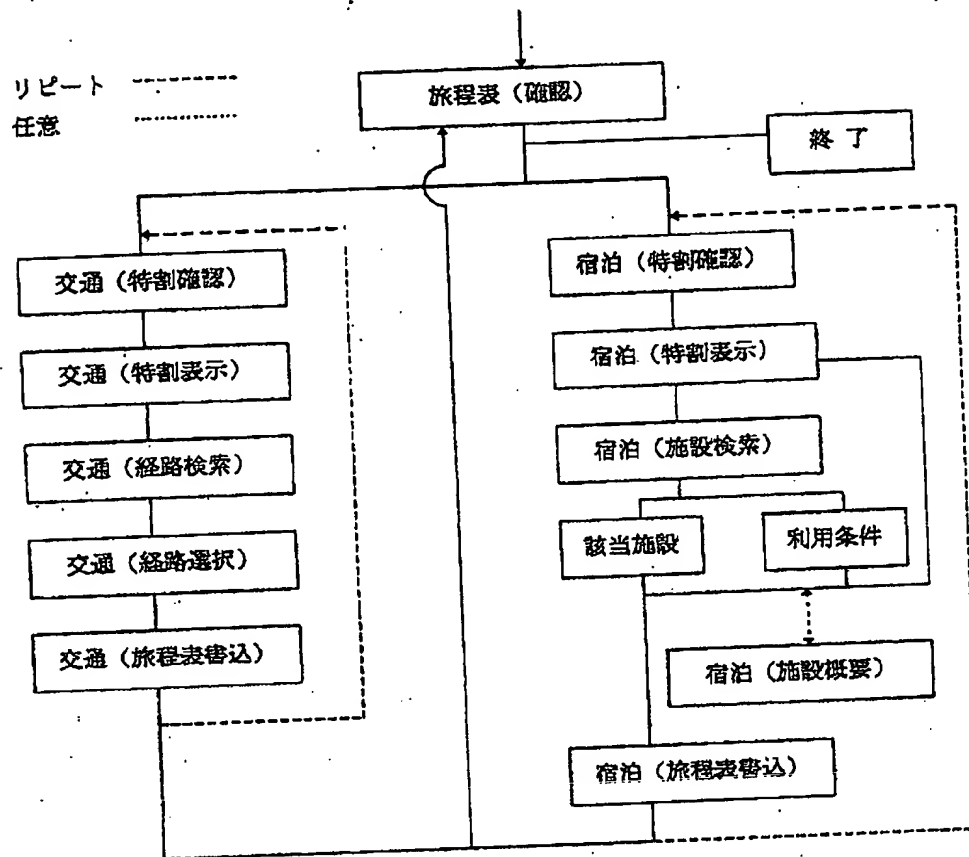 リピート
任意
旅程表（確認）
終了
交通（特割確認）
交通（特割表示）
交通（経路検索）
交通（経路選択）
交通（旅程表書込）
宿泊（特割確認）
宿泊（特割表示）
宿泊（施設検索）
該当施設
利用条件
宿泊（施設概要）
宿泊（旅程表書込）